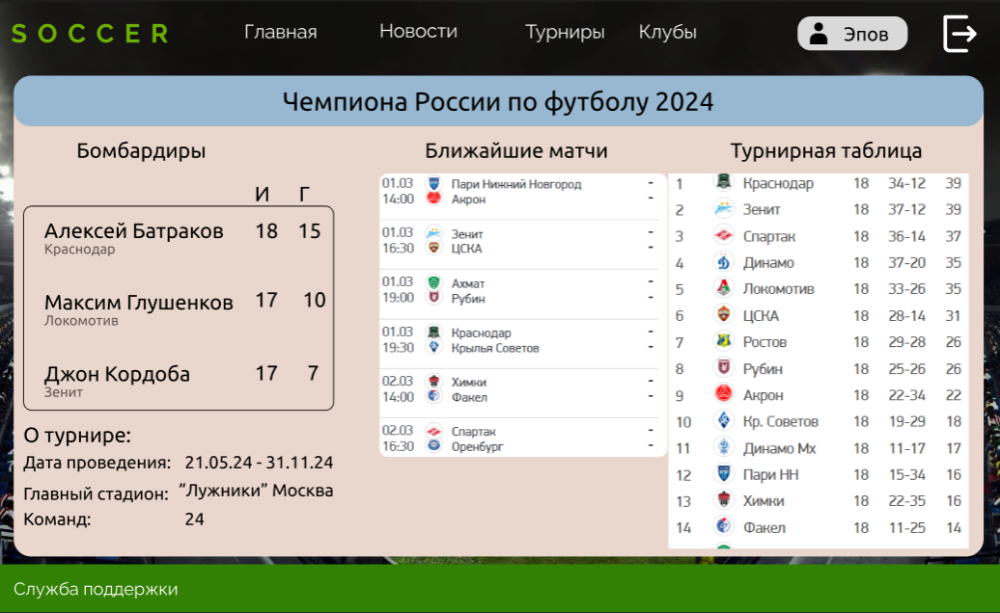 SOCCER
Главная
Новости
Турниры
Клубы
Эпов
Чемпиона России по футболу 2024
Бомбардиры
И Г
Алексей Батраков 18 15
Краснодар
Максим Глушенков 17 10
Локомотив
Джон Кордоба 17 7
Зенит
О турнире:
Дата проведения: 21.05.24 - 31.11.24
Главный стадион: “Лужники” Москва
Команд: 24
Ближайшие матчи
01.03 Пари Нижний Новгород -
14:00 Акрон -
01.03 Зенит -
16:30 ЦСКА -
01.03 Ахмат -
19:00 Рубин -
01.03 Краснодар -
19:30 Крылья Советов -
02.03 Химки -
14:00 Факел -
02.03 Спартак -
16:30 Оренбург -
Турнирная таблица
1 Краснодар 18 34-12 39
2 Зенит 18 37-12 39
3 Спартак 18 36-14 37
4 Динамо 18 37-20 35
5 Локомотив 18 33-26 35
6 ЦСКА 18 28-14 31
7 Ростов 18 29-28 26
8 Рубин 18 25-26 26
9 Акрон 18 22-34 22
10 Кр. Советов 18 19-29 18
11 Динамо Мх 18 11-17 17
12 Пари НН 18 15-34 16
13 Химки 18 22-35 16
14 Факел 18 11-25 14
Служба поддержки